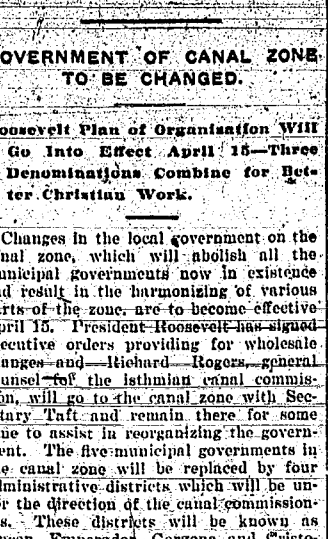 OVERNMENT OF CANAL ZONE
TO BE CHANGED.
oosevelt Plan of Organization Will
Go Into Effect April 15—Three
Denominations Combine for Bet-
ter Christian Work.
Changes in the local government on the
nal zone, which will abolish all the
unicipal governments now in existence
d result in the harmonizing of various
rts of the zone, are to become effective
pril 15. President Roosevelt has signed
ecutive orders providing for wholesale
anges and Richard Rogers, general
unsel for the isthmian canal commis-
on, will go to the canal zone with Sec-
tary Taft and remain there for some
me to assist in reorganizing the govern-
ent. The five municipal governments in
e canal zone will be replaced by four
dministrative districts which will be un-
r the direction of the canal commission-
s. These districts will be known as
Emperador, Gorgona and